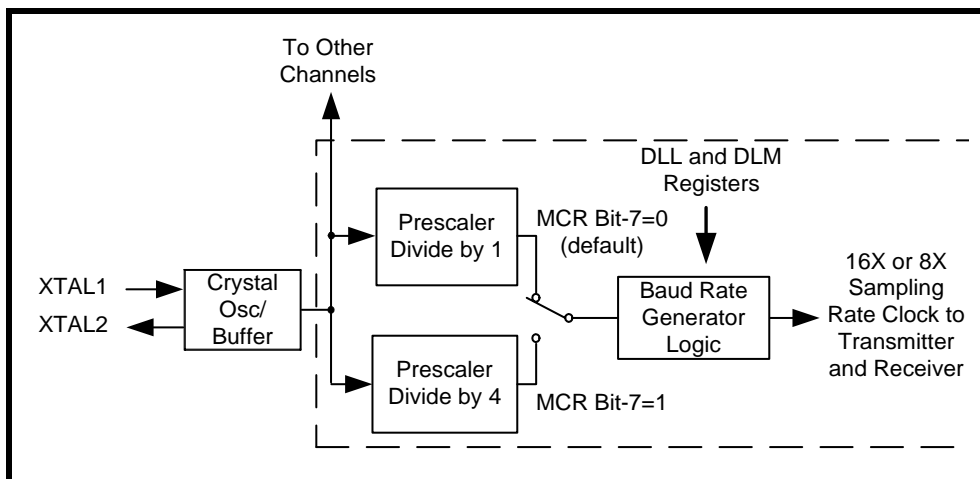 To Other
Channels
DLL and DLM
Registers
Prescaler
Divide by 1
MCR Bit-7=0
(default)
XTAL1
XTAL2
Crystal
Osc/
Buffer
Baud Rate
Generator
Logic
16X or 8X
Sampling
Rate Clock to
Transmitter
and Receiver
Prescaler
Divide by 4
MCR Bit-7=1